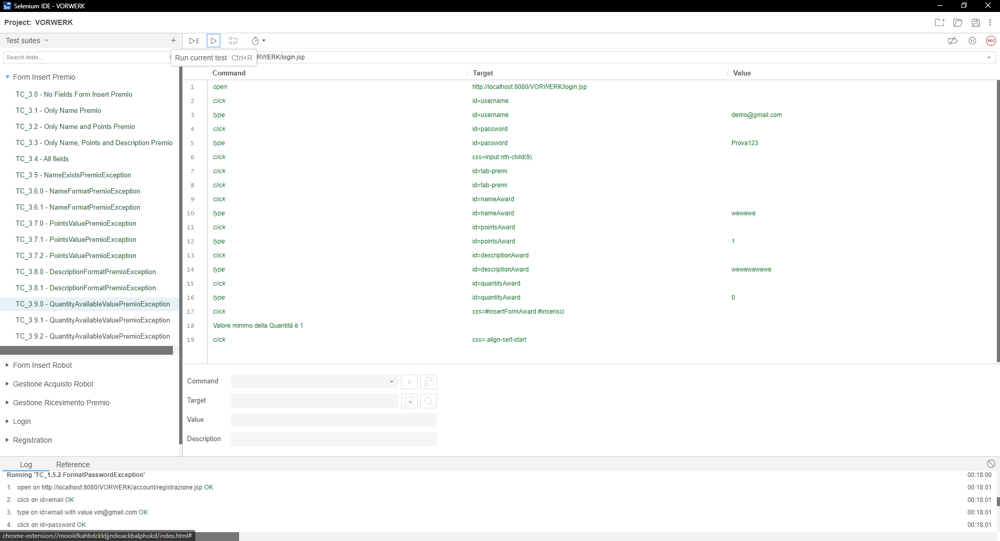 Selenium IDE - VORWERK
Project: VORWERK
Test suites
Search tests...
Run current test Ctrl+R
RWERK/login.jsp
Command Target Value
Form Insert Premio
TC_3.0 - No Fields Form Insert Premio
TC_3.1 - Only Name Premio
TC_3.2 - Only Name and Points Premio
TC_3.3 - Only Name, Points and Description Premio
TC_3.4 - All fields
TC_3.5 - NameExistsPremioException
TC_3.6.0 - NameFormatPremioException
TC_3.6.1 - NameFormatPremioException
TC_3.7.0 - PointsValuePremioException
TC_3.7.1 - PointsValuePremioException
TC_3.7.2 - PointsValuePremioException
TC_3.8.0 - DescriptionFormatPremioException
TC_3.8.1 - DescriptionFormatPremioException
TC_3.9.0 - QuantityAvailableValuePremioException
TC_3.9.1 - QuantityAvailableValuePremioException
TC_3.9.2 - QuantityAvailableValuePremioException
Form Insert Robot
Gestione Acquisto Robot
Gestione Ricevimento Premio
Login
Registration
1 open http://localhost:8080/VORWERK/login.jsp
2 click id=username
3 type id=username demo@gmail.com
4 click id=password
5 type id=password Prova123
6 click css=input:nth-child(9)
7 click id=tab-premi
8 click id=tab-premi
9 click id=nameAward
10 type id=nameAward wewewe
11 click id=pointsAward
12 type id=pointsAward 1
13 click id=descriptionAward
14 type id=descriptionAward wewewewewe
15 click id=quantityAward
16 type id=quantityAward 0
17 click css=#insertFormAward #inserisci
18 Valore minimo della Quantità è 1
19 click css=.align-self-start
Command //
Target
Value
Description
REC
Log Reference
Running 'TC_1.5.2 FormatPasswordException' 00:18:00
1. open on http://localhost:8080/VORWERK/account/registrazione.jsp OK 00:18:01
2. click on id=email OK 00:18:01
3. type on id=email with value vin@gmail.com OK 00:18:01
4. click on id=password OK 00:18:01
chrome-extension://mooikfkahbdckldjjndioackbalphokd/index.html#